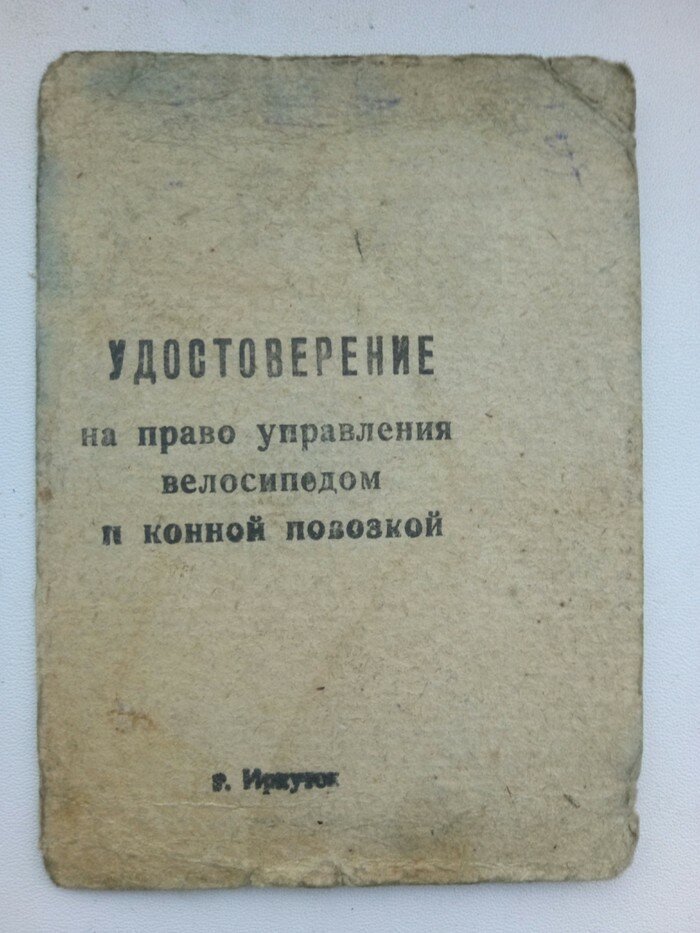 УДОСТОВЕРЕНИЕ
на право управления
велосипедом
и конной повозкой
г. Иркутск